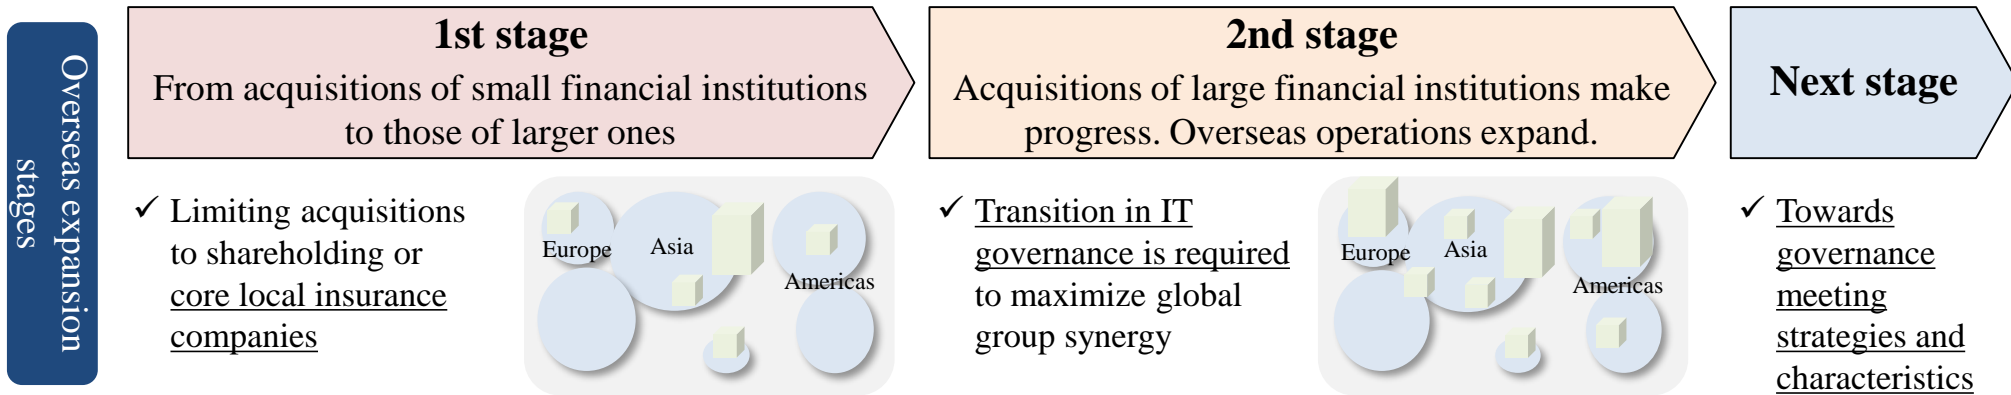 Overseas expansion
stages
1st stage
From acquisitions of small financial institutions
to those of larger ones
2nd stage
Acquisitions of large financial institutions make
progress. Overseas operations expand.
Next stage
✓ Limiting acquisitions
to shareholding or
core local insurance
companies
Europe
Asia
Americas
✓ Transition in IT
governance is required
to maximize global
group synergy
Europe
Asia
Americas
✓ Towards
governance
meeting
strategies and
characteristics